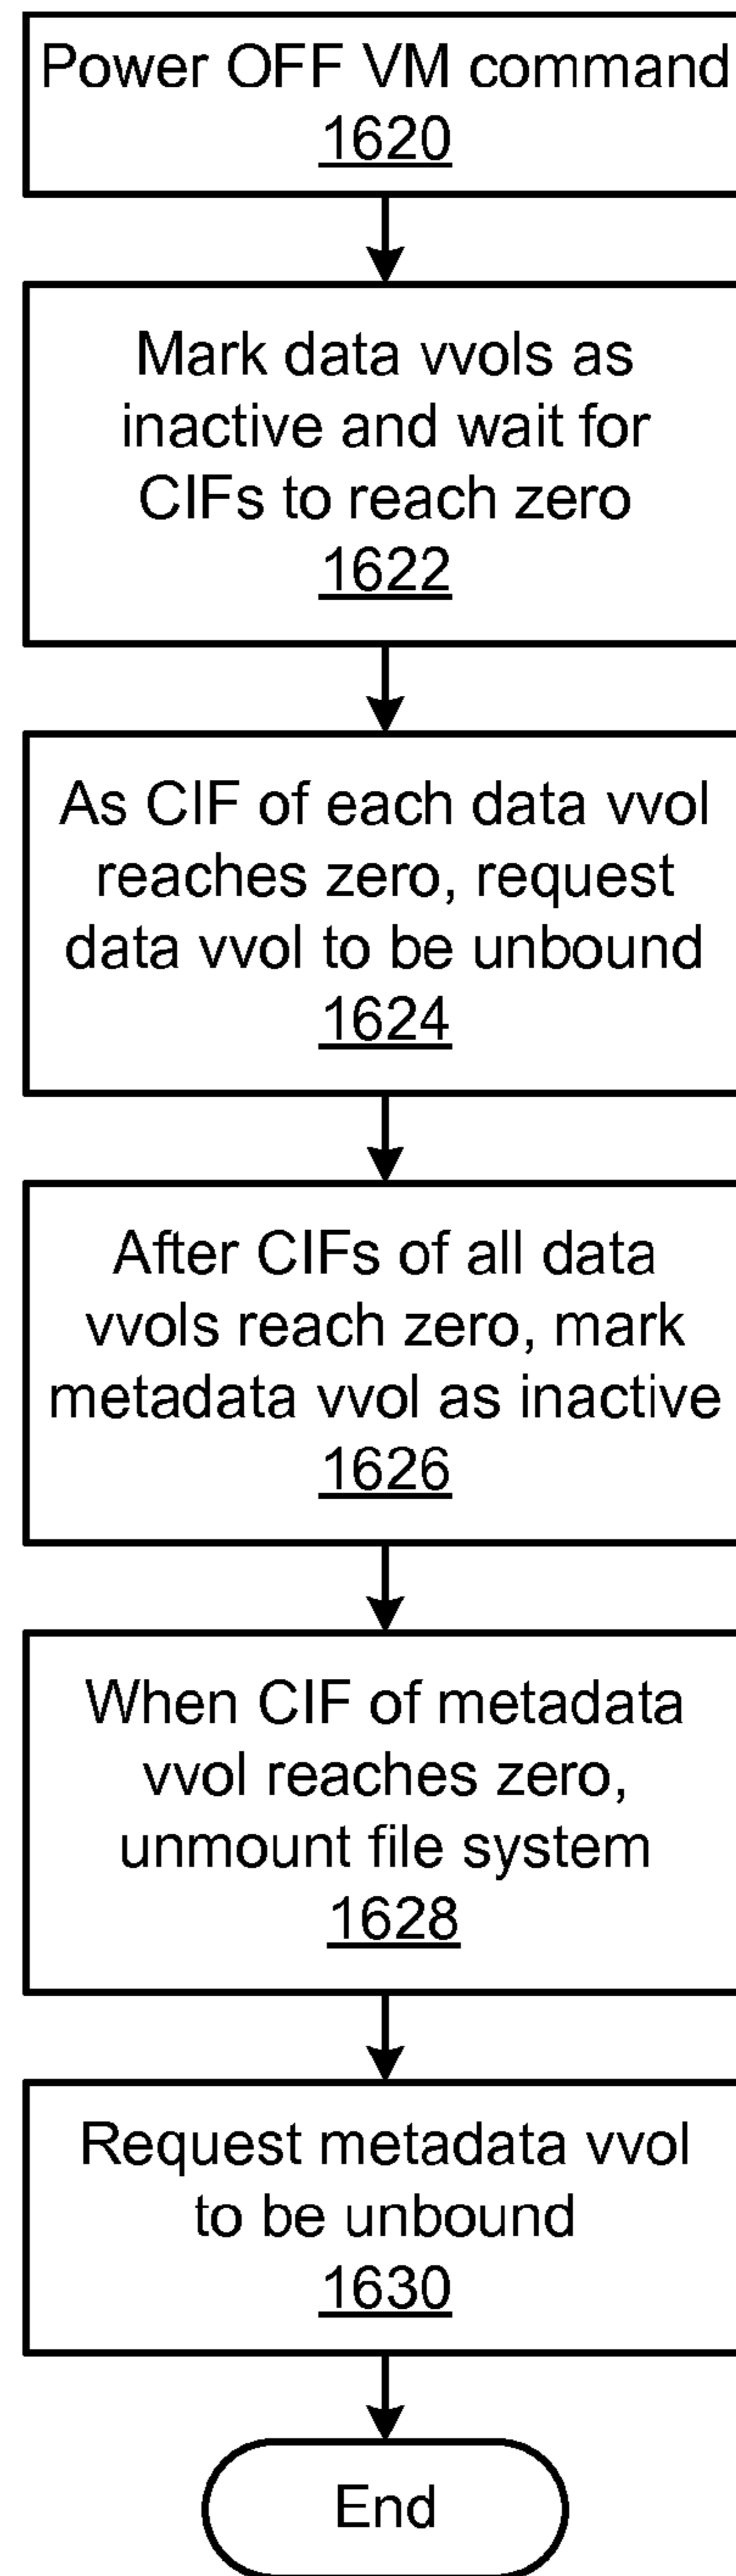 Power OFF VM command
1620
Mark data vvols as
inactive and wait for
CIFs to reach zero
1622
As CIF of each data vvol
reaches zero, request
data vvol to be unbound
1624
After CIFs of all data
vvols reach zero, mark
metadata vvol as inactive
1626
When CIF of metadata
vvol reaches zero,
unmount file system
1628
Request metadata vvol
to be unbound
1630
End